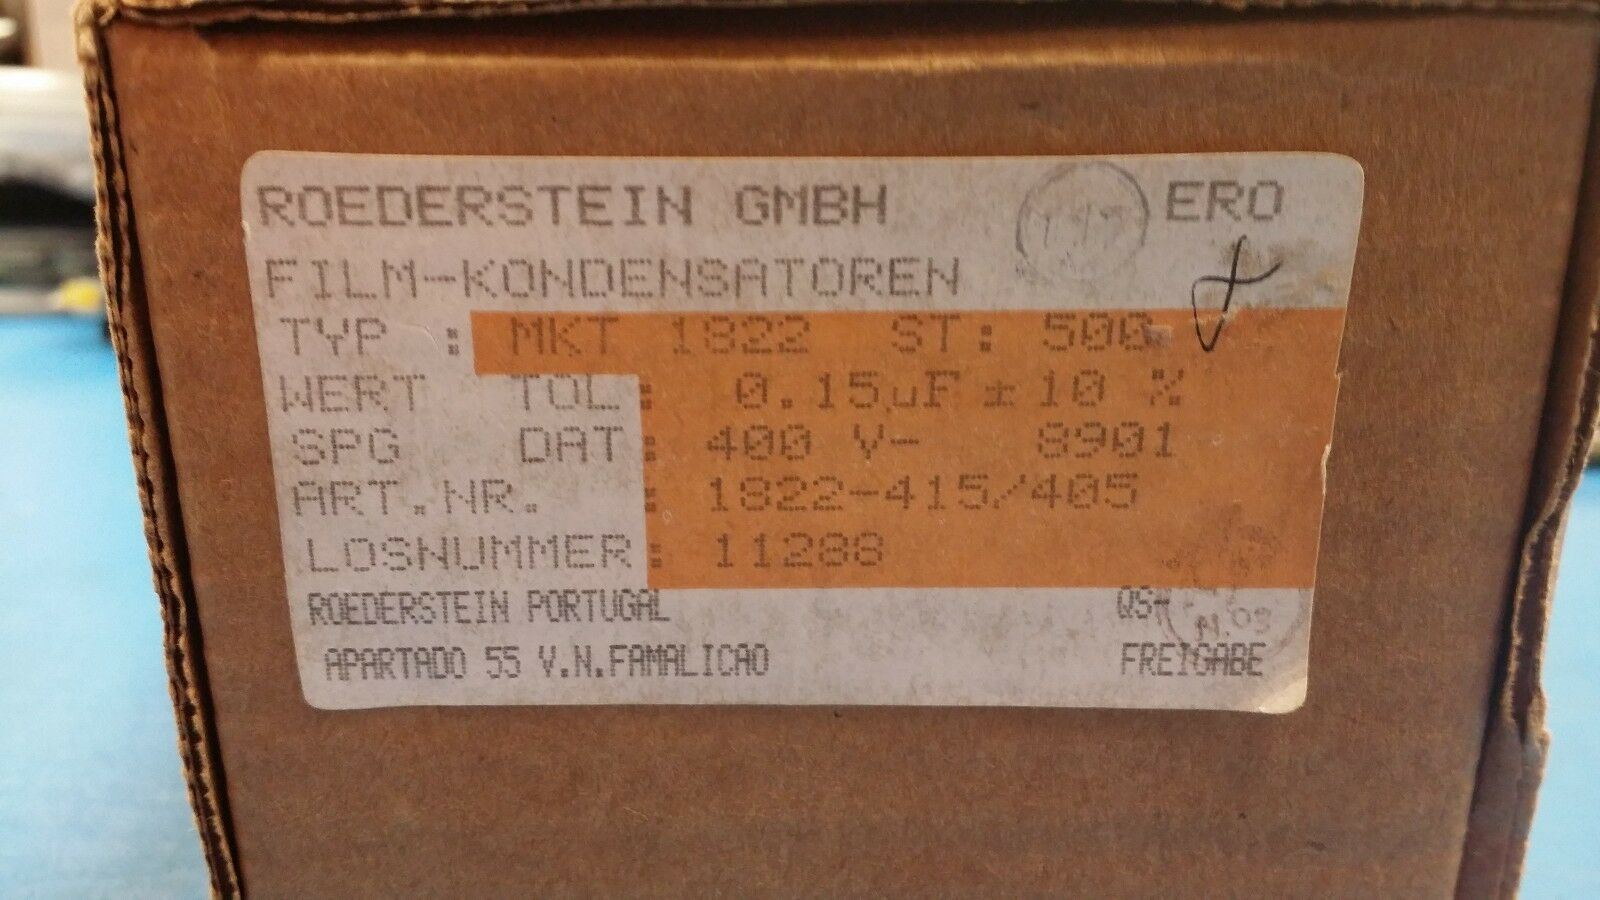 ROEDERSTEIN GMBH ERO
FILM-KONDENSATOREN
TYP : MKT 1822 ST: 500
WERT TOL: 0.15uF ± 10 %
SPG DAT: 400 V- 8901
ART.NR. : 1822-415/405
LOSNUMMER: 11288
ROEDERSTEIN PORTUGAL QS-
APARTADO 55 V.N.FAMALICAO FREIGABE